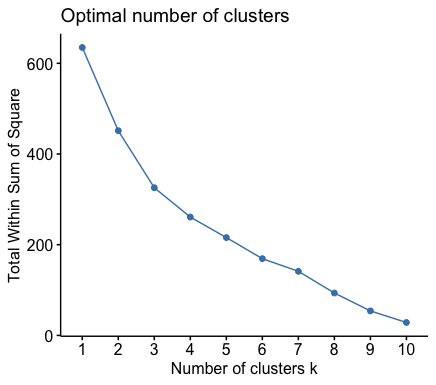 Optimal number of clusters
Total Within Sum of Square
600
400
200
0
1 2 3 4 5 6 7 8 9 10
Number of clusters k